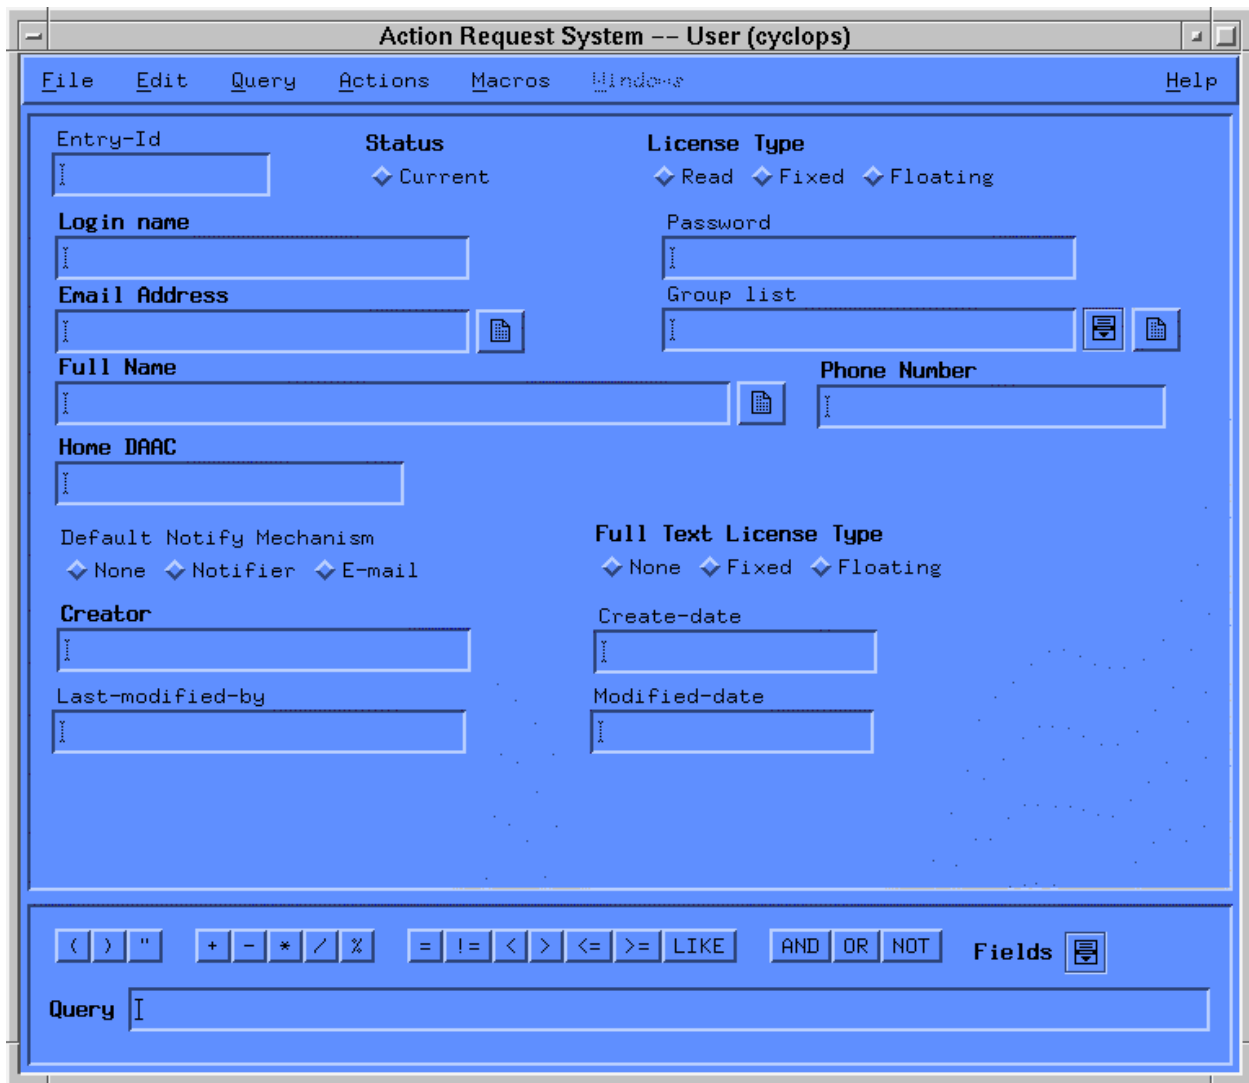 Action Request System -- User (cyclops)
File Edit Query Actions Macros Windows Help
Entry-Id Status License Type
Current Read Fixed Floating
Login name Password
Email Address Group list
Full Name Phone Number
Home DAAC
Default Notify Mechanism Full Text License Type
None Notifier E-mail None Fixed Floating
Creator Create-date
Last-modified-by Modified-date
( ) " + - * / % = != < > <= >= LIKE AND OR NOT Fields
Query